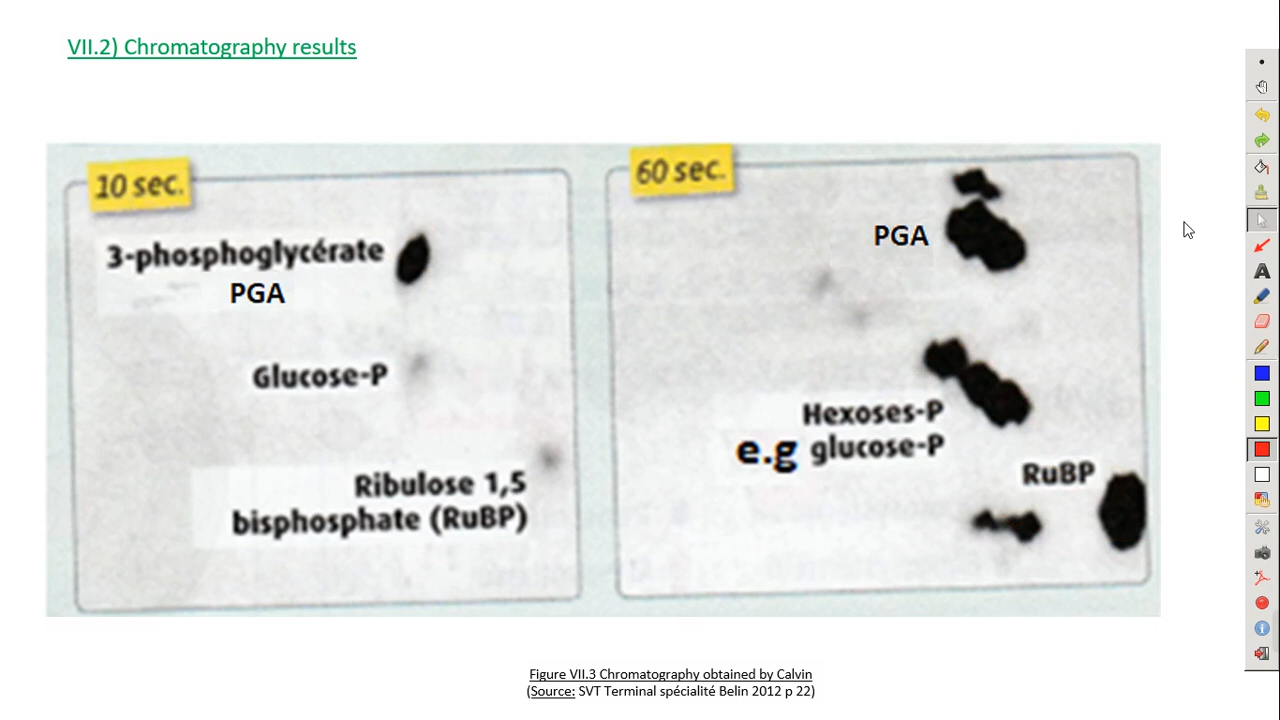 VII.2) Chromatography results
10 sec.
3-phosphoglycérate
PGA
Glucose-P
Ribulose 1,5
bisphosphate (RuBP)
60 sec.
PGA
Hexoses-P
e.g glucose-P
RuBP
Figure VII.3 Chromatography obtained by Calvin
(Source: SVT Terminal spécialité Belin 2012 p 22)